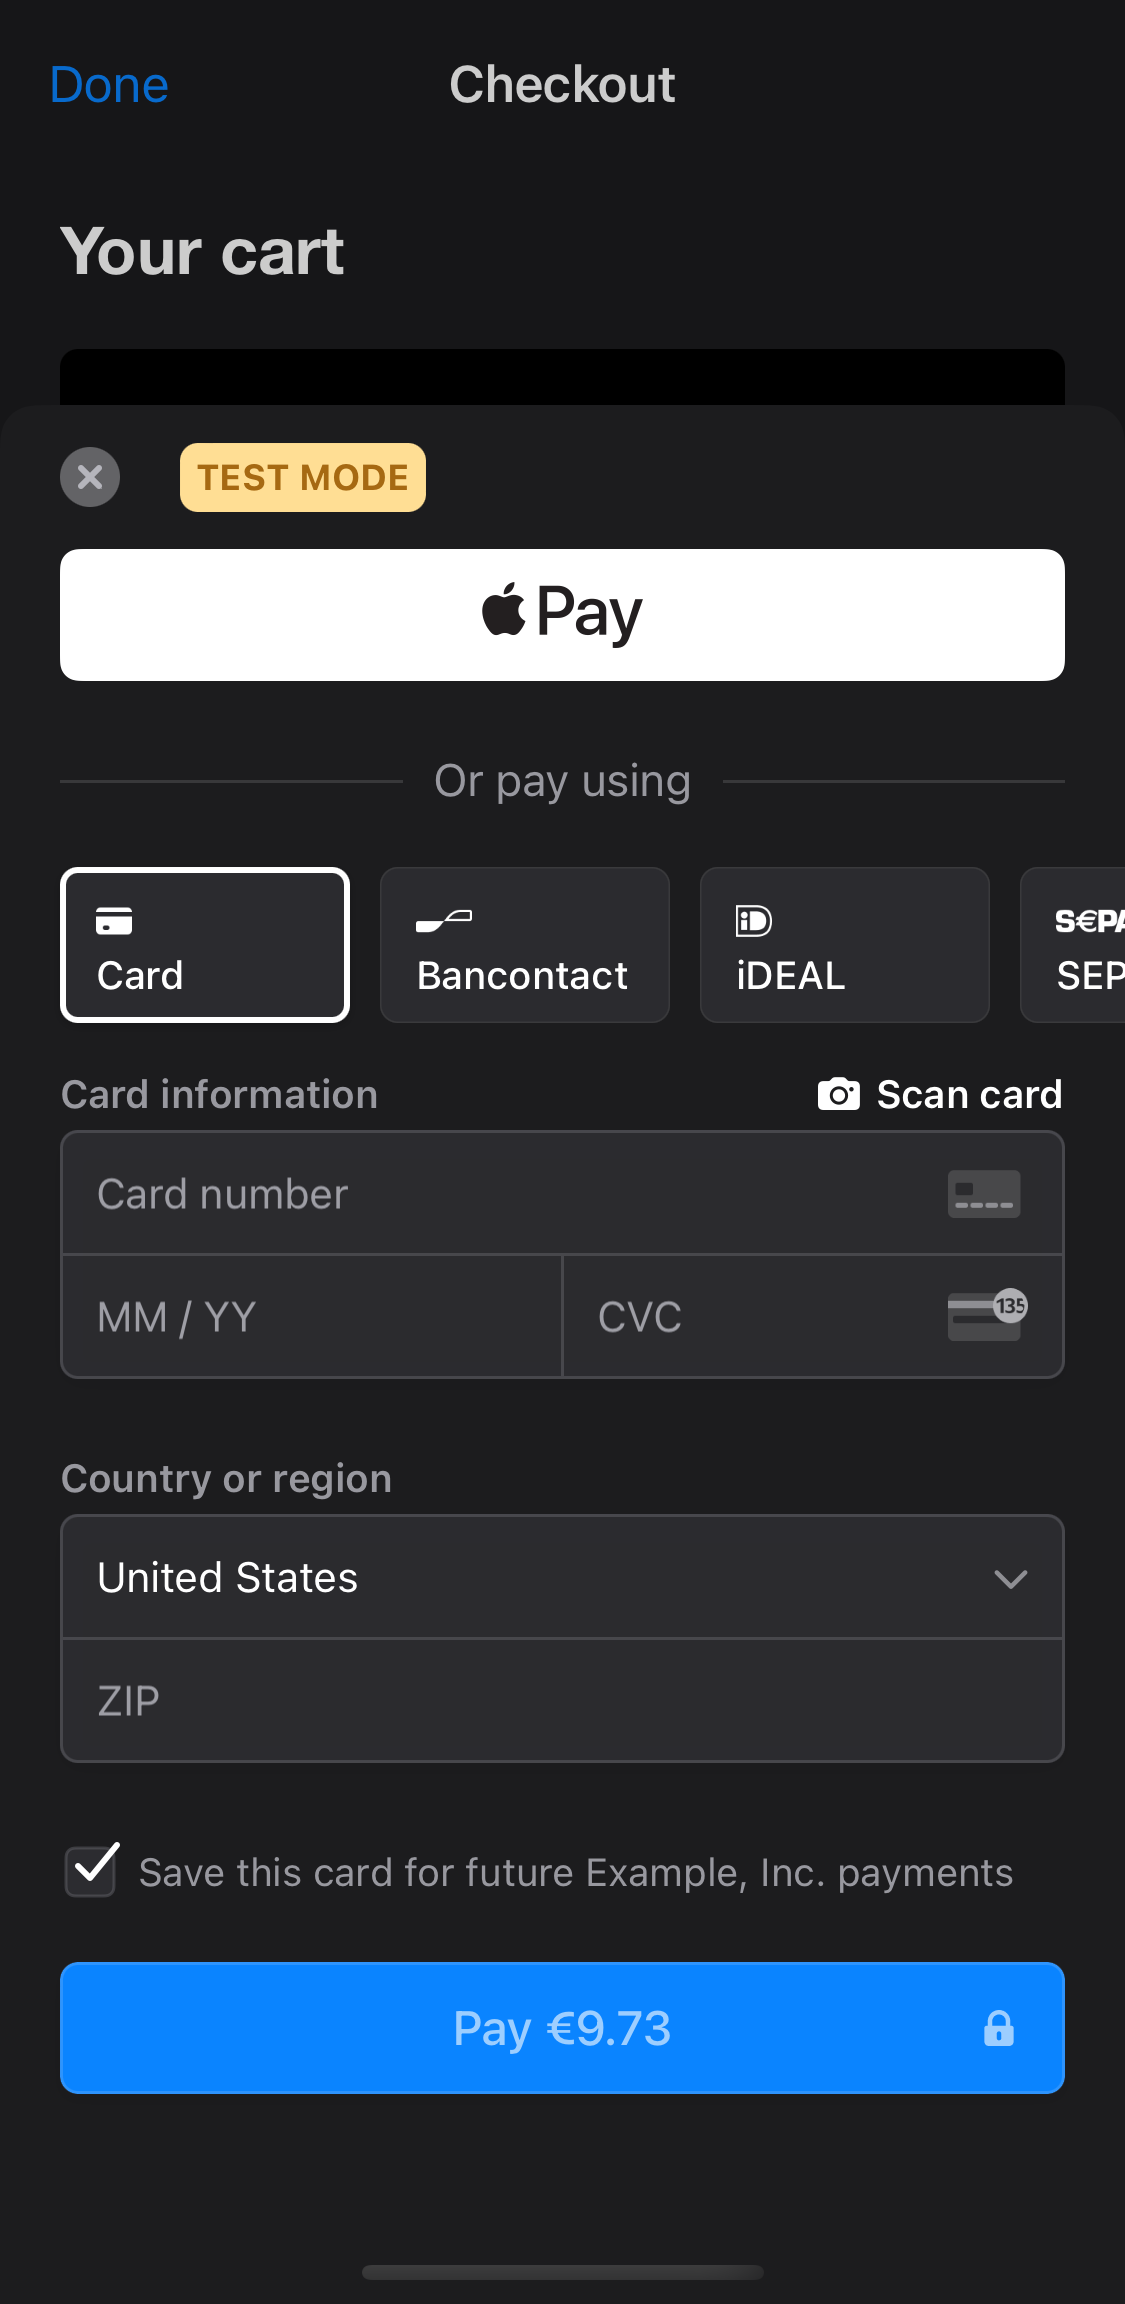 Done
Checkout
Your cart
TEST MODE
Pay
Or pay using
Card
Bancontact
iDEAL
SEPA
SEP
Card information
Scan card
Card number
MM / YY
CVC
135
Country or region
United States
ZIP
Save this card for future Example, Inc. payments
Pay €9.73